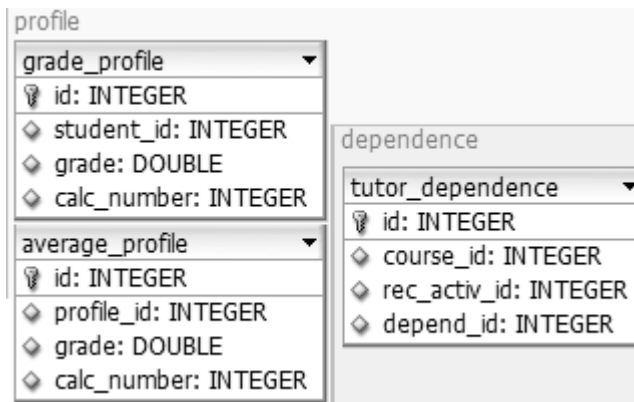 profile
grade_profile
id: INTEGER
student_id: INTEGER
grade: DOUBLE
calc_number: INTEGER
average_profile
id: INTEGER
profile_id: INTEGER
grade: DOUBLE
calc_number: INTEGER
dependence
tutor_dependence
id: INTEGER
course_id: INTEGER
rec_activ_id: INTEGER
depend_id: INTEGER